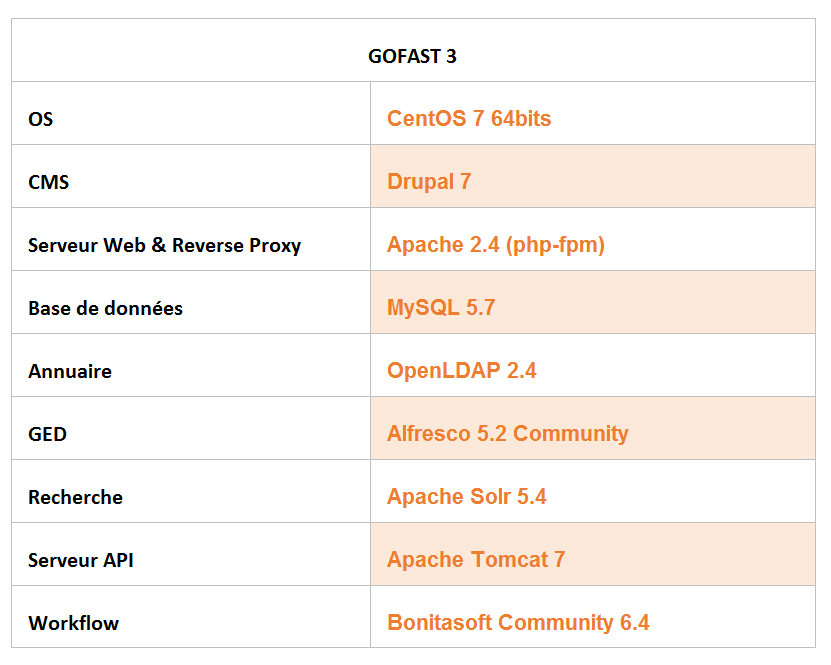 GOFAST 3
OS CentOS 7 64bits
CMS Drupal 7
Serveur Web & Reverse Proxy Apache 2.4 (php-fpm)
Base de données MySQL 5.7
Annuaire OpenLDAP 2.4
GED Alfresco 5.2 Community
Recherche Apache Solr 5.4
Serveur API Apache Tomcat 7
Workflow Bonitasoft Community 6.4